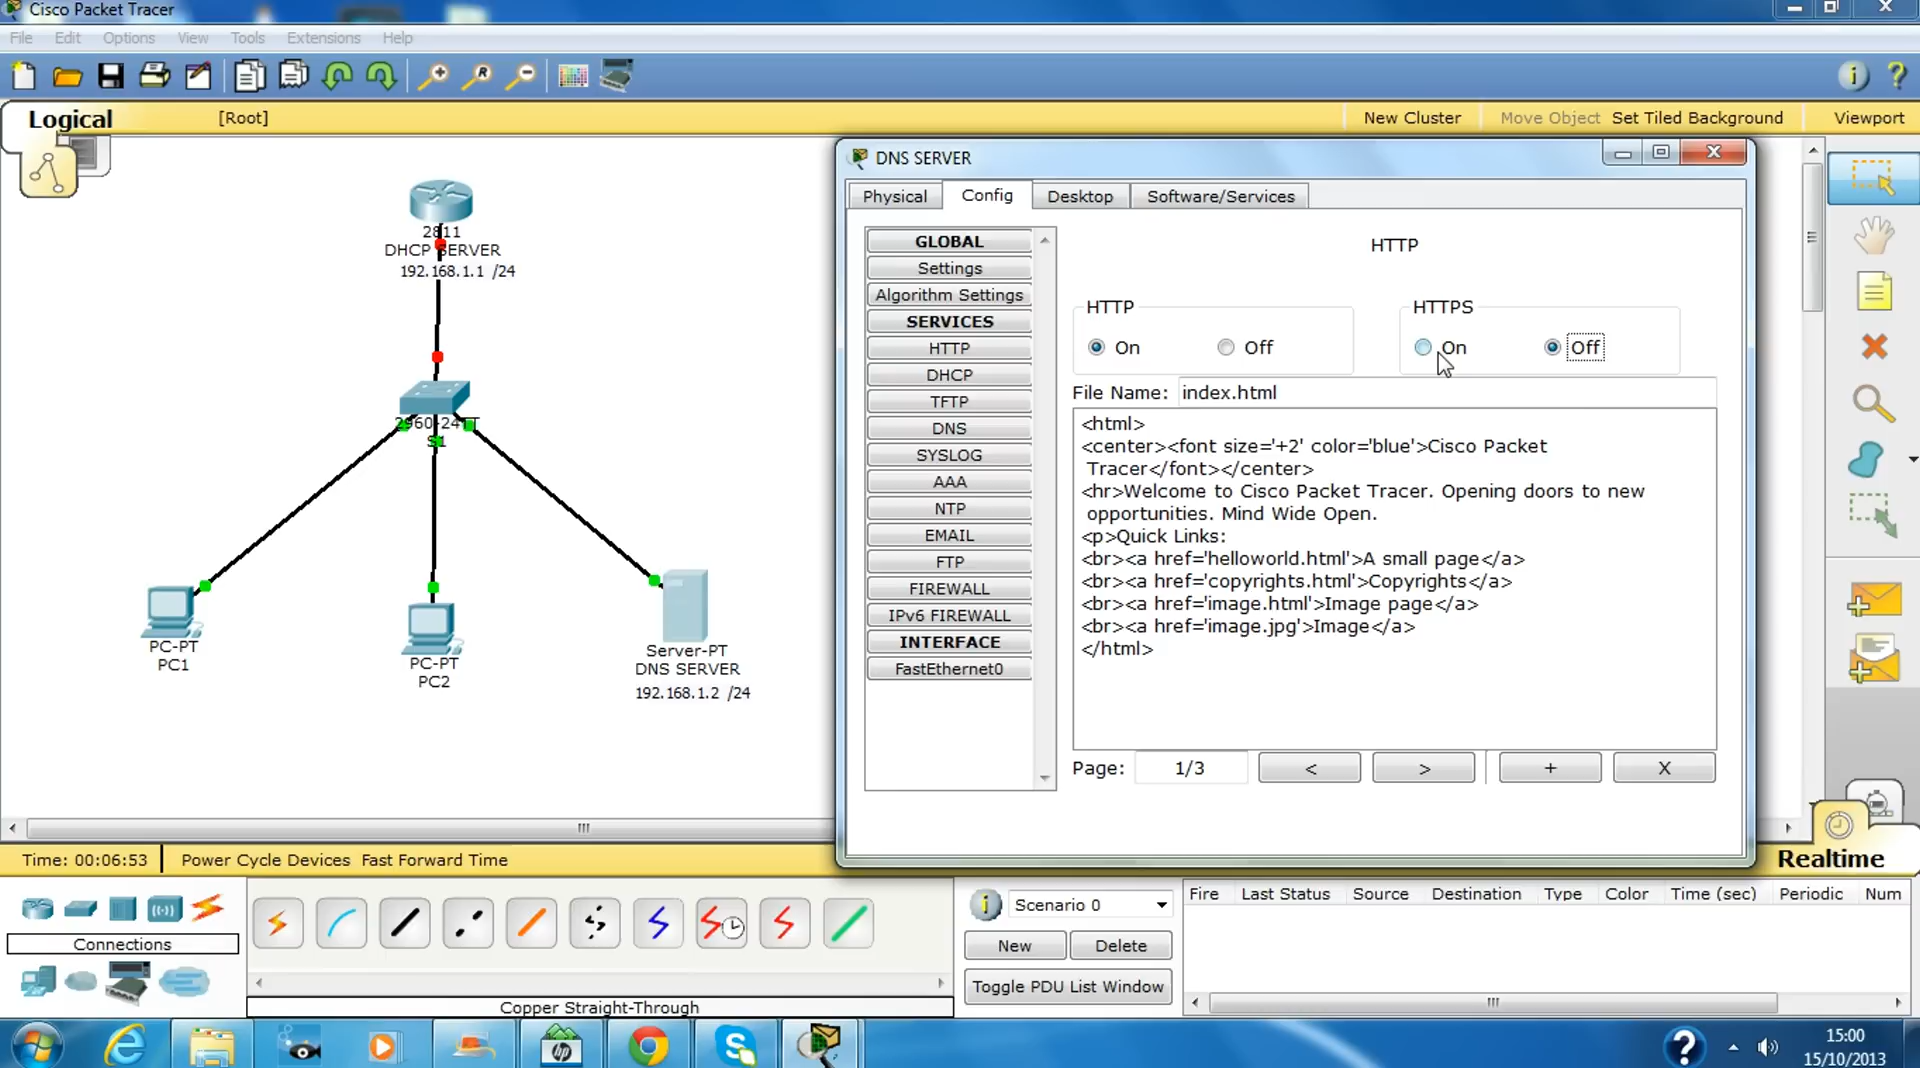 Cisco Packet Tracer
File Edit Options View Tools Extensions Help
Logical [Root] New Cluster Move Object Set Tiled Background Viewport
2811
DHCP SERVER
192.168.1.1 /24
2960-24TT
S1
PC-PT
PC1
PC-PT
PC2
Server-PT
DNS SERVER
192.168.1.2 /24
DNS SERVER
Physical Config Desktop Software/Services
GLOBAL
Settings
Algorithm Settings
SERVICES
HTTP
DHCP
TFTP
DNS
SYSLOG
AAA
NTP
EMAIL
FTP
FIREWALL
IPv6 FIREWALL
INTERFACE
FastEthernet0
HTTP
HTTP HTTPS
On Off On Off
File Name: index.html
<html>
<center><font size='+2' color='blue'>Cisco Packet
Tracer</font></center>
<hr>Welcome to Cisco Packet Tracer. Opening doors to new
opportunities. Mind Wide Open.
<p>Quick Links:
<br><a href='helloworld.html'>A small page</a>
<br><a href='copyrights.html'>Copyrights</a>
<br><a href='image.html'>Image page</a>
<br><a href='image.jpg'>Image</a>
</html>
Page: 1/3 < > + X
Time: 00:06:53 Power Cycle Devices Fast Forward Time Realtime
Connections
Copper Straight-Through
Scenario 0
New Delete
Toggle PDU List Window
Fire Last Status Source Destination Type Color Time (sec) Periodic Num
15:00
15/10/2013